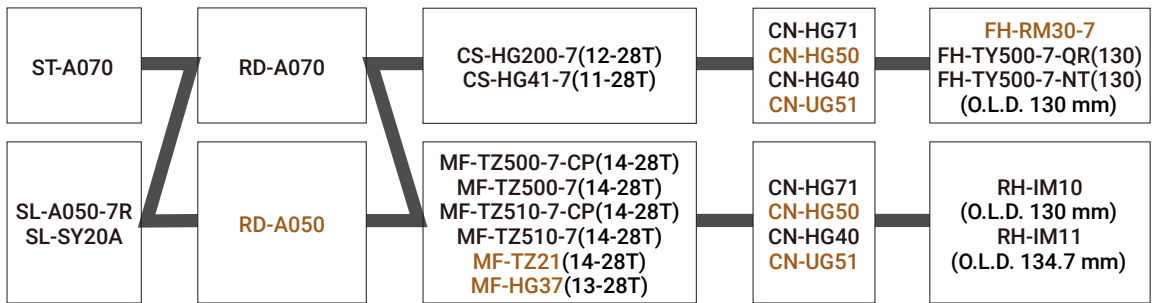 ST-A070
RD-A070
CS-HG200-7(12-28T)
CS-HG41-7(11-28T)
CN-HG71
CN-HG50
CN-HG40
CN-UG51
FH-RM30-7
FH-TY500-7-QR(130)
FH-TY500-7-NT(130)
(O.L.D. 130 mm)
SL-A050-7R
SL-SY20A
RD-A050
MF-TZ500-7-CP(14-28T)
MF-TZ500-7(14-28T)
MF-TZ510-7-CP(14-28T)
MF-TZ510-7(14-28T)
MF-TZ21(14-28T)
MF-HG37(13-28T)
CN-HG71
CN-HG50
CN-HG40
CN-UG51
RH-IM10
(O.L.D. 130 mm)
RH-IM11
(O.L.D. 134.7 mm)